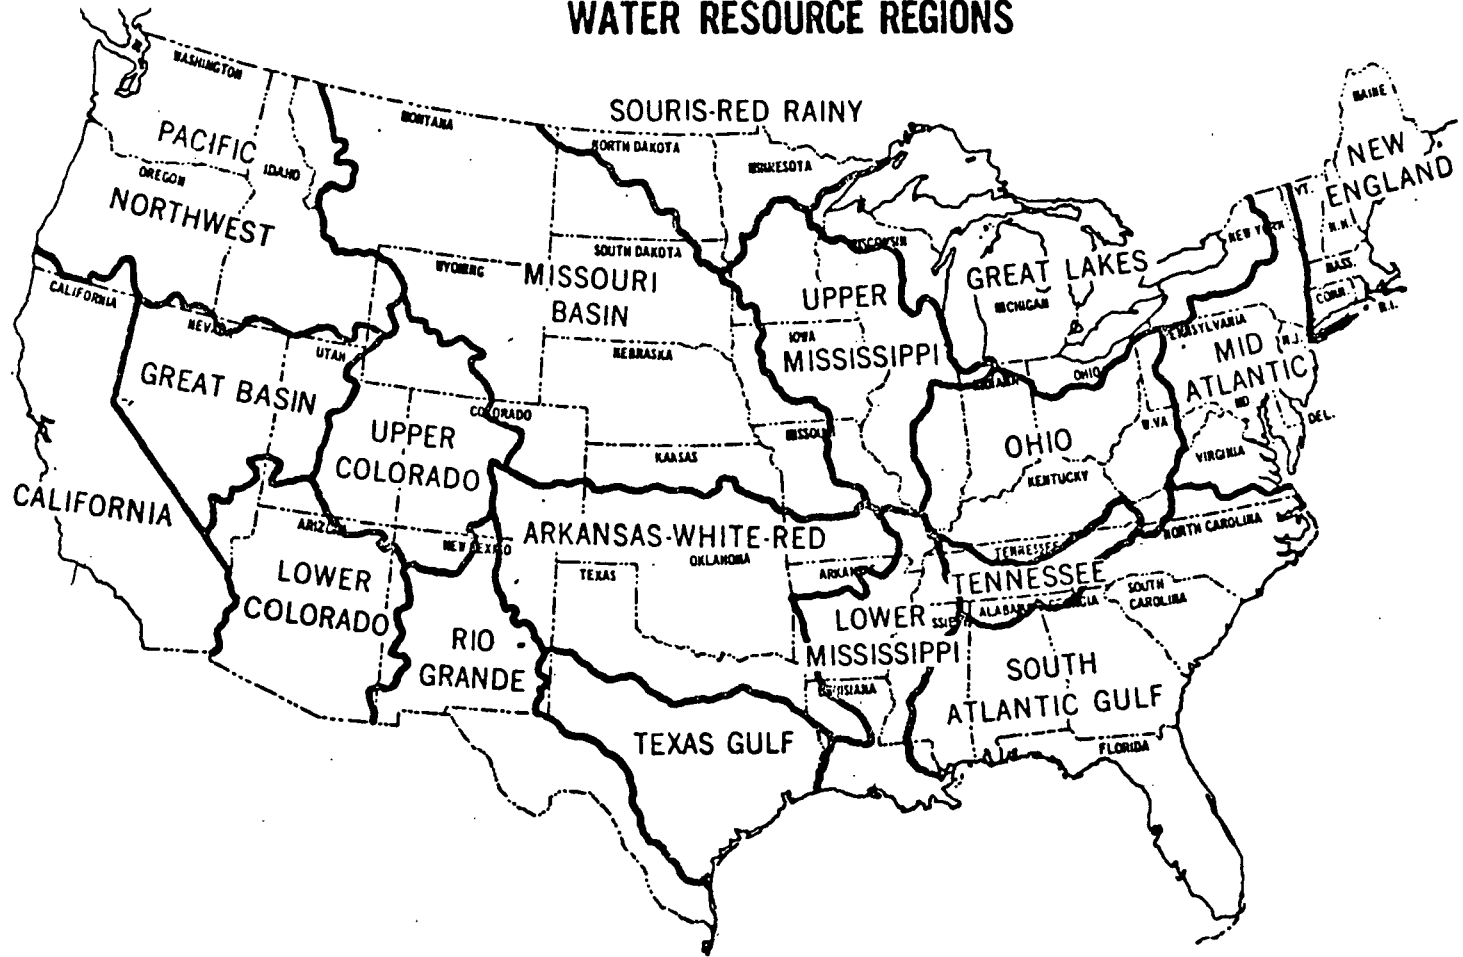 WATER RESOURCE REGIONS
WASHINGTON
MONTANA
SOURIS-RED RAINY
NORTH DAKOTA
MINNESOTA
MAINE
PACIFIC
IDAHO
OREGON
NORTHWEST
NEW
ENGLAND
VT.
N.H.
NEW YORK
MASS.
CONN.
R.I.
WISCONSIN
SOUTH DAKOTA
WYOMING
MISSOURI
BASIN
GREAT LAKES
MICHIGAN
UPPER
MISSISSIPPI
IOWA
CALIFORNIA
NEVADA
UTAH
NEBRASKA
PENNSYLVANIA
N.J.
MID
ATLANTIC
MD
DEL.
GREAT BASIN
INDIANA
OHIO
COLORADO
UPPER
COLORADO
KANSAS
OHIO
W.VA
VIRGINIA
KENTUCKY
CALIFORNIA
NEW MEXICO
ARKANSAS-WHITE-RED
OKLAHOMA
TEXAS
NORTH CAROLINA
TENNESSEE
TENNESSEE
LOWER
COLORADO
ALABAMA
GEORGIA
SOUTH
CAROLINA
LOWER
MISSISSIPPI
RIO
GRANDE
SOUTH
ATLANTIC GULF
TEXAS GULF
FLORIDA